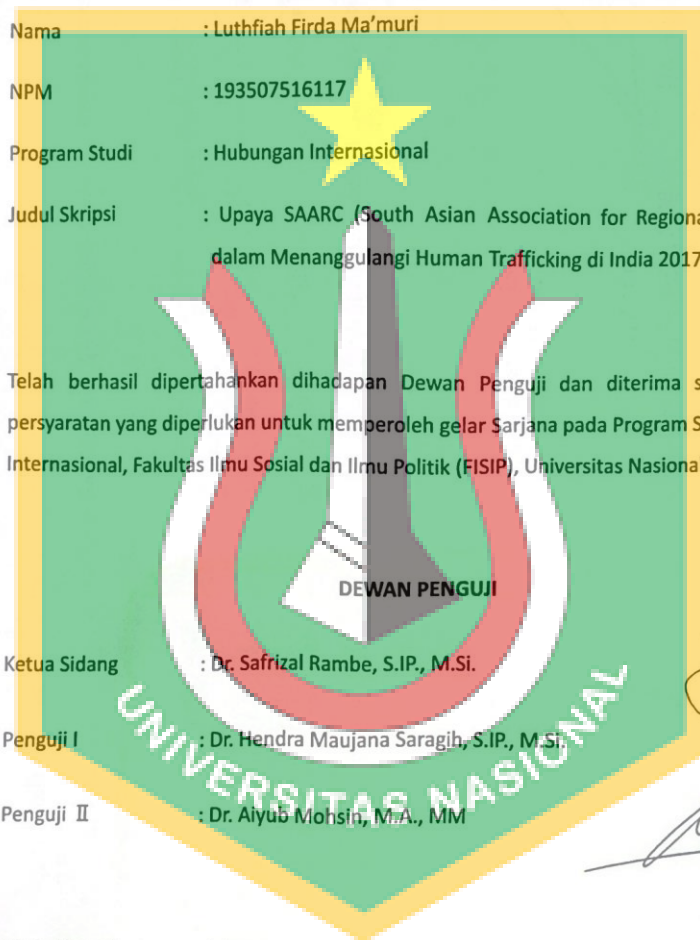 Nama : Luthfiah Firda Ma’muri
NPM : 193507516117
Program Studi : Hubungan Internasional
Judul Skripsi : Upaya SAARC (South Asian Association for Regiona
dalam Menanggulangi Human Trafficking di India 2017
Telah berhasil dipertahankan dihadapan Dewan Penguji dan diterima s
persyaratan yang diperlukan untuk memperoleh gelar Sarjana pada Program S
Internasional, Fakultas Ilmu Sosial dan Ilmu Politik (FISIP), Universitas Nasional
DEWAN PENGUJI
Ketua Sidang : Dr. Safrizal Rambe, S.IP., M.Si.
Penguji I : Dr. Hendra Maujana Saragih, S.IP., M.Si.
Penguji II : Dr. Aiyub Mohsin, M.A., MM
UNIVERSITAS NASIONAL